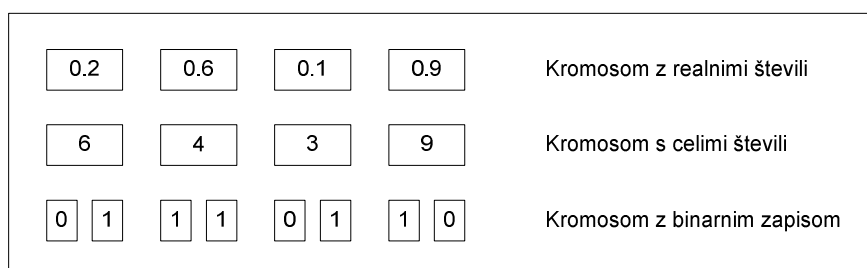 0.2 0.6 0.1 0.9 Kromosom z realnimi števili
6 4 3 9 Kromosom s celimi števili
0 1 1 1 0 1 1 0 Kromosom z binarnim zapisom